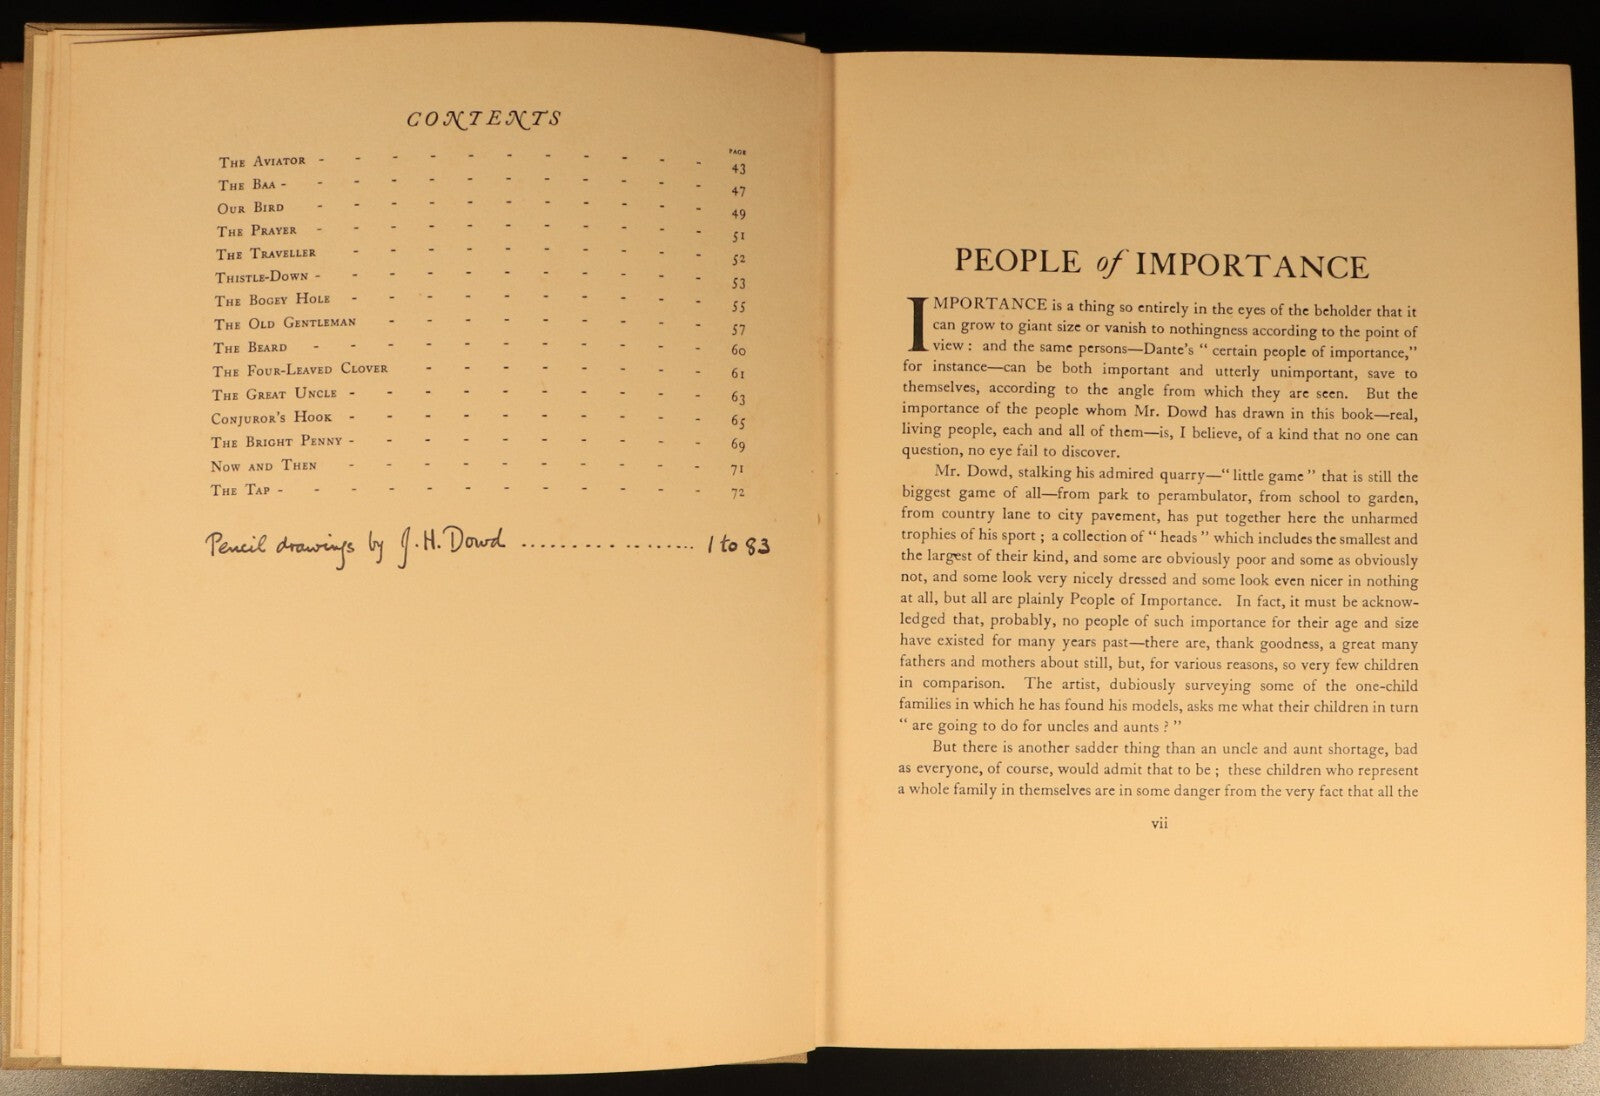 CONTENTS
PAGE
The Aviator - - - - - - - - - - - 43
The Baa - - - - - - - - - - - - 47
Our Bird - - - - - - - - - - - 49
The Prayer - - - - - - - - - - - 51
The Traveller - - - - - - - - - - 52
Thistle-Down - - - - - - - - - - - 53
The Bogey Hole - - - - - - - - - - 55
The Old Gentleman - - - - - - - - - 57
The Beard - - - - - - - - - - - 60
The Four-Leaved Clover - - - - - - - - 61
The Great Uncle - - - - - - - - - - 63
Conjuror's Hook - - - - - - - - - - 65
The Bright Penny - - - - - - - - - - 69
Now and Then - - - - - - - - - - 71
The Tap - - - - - - - - - - - - 72
Pencil drawings by J.H. Dowd .................. 1 to 83
PEOPLE of IMPORTANCE
IMPORTANCE is a thing so entirely in the eyes of the beholder that it
can grow to giant size or vanish to nothingness according to the point of
view : and the same persons—Dante's “ certain people of importance,”
for instance—can be both important and utterly unimportant, save to
themselves, according to the angle from which they are seen. But the
importance of the people whom Mr. Dowd has drawn in this book—real,
living people, each and all of them—is, I believe, of a kind that no one can
question, no eye fail to discover.
Mr. Dowd, stalking his admired quarry—“ little game ” that is still the
biggest game of all—from park to perambulator, from school to garden,
from country lane to city pavement, has put together here the unharmed
trophies of his sport ; a collection of “ heads ” which includes the smallest and
the largest of their kind, and some are obviously poor and some as obviously
not, and some look very nicely dressed and some look even nicer in nothing
at all, but all are plainly People of Importance. In fact, it must be acknow-
ledged that, probably, no people of such importance for their age and size
have existed for many years past—there are, thank goodness, a great many
fathers and mothers about still, but, for various reasons, so very few children
in comparison. The artist, dubiously surveying some of the one-child
families in which he has found his models, asks me what their children in turn
“ are going to do for uncles and aunts ? ”
But there is another sadder thing than an uncle and aunt shortage, bad
as everyone, of course, would admit that to be ; these children who represent
a whole family in themselves are in some danger from the very fact that all the
vii